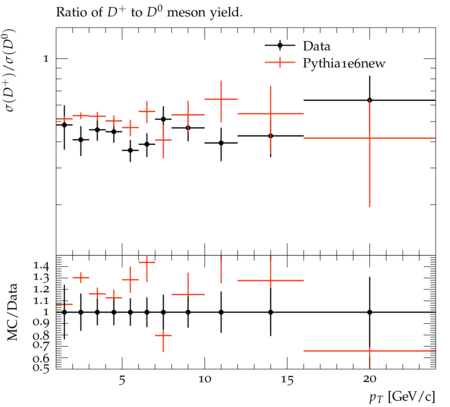 Ratio of D⁺ to D⁰ meson yield.
σ(D⁺)/σ(D⁰)
1
Data
Pythia1e6new
MC/Data
1.4
1.3
1.2
1.1
1
0.9
0.8
0.7
0.6
0.5
5 10 15 20
p_T [GeV/c]